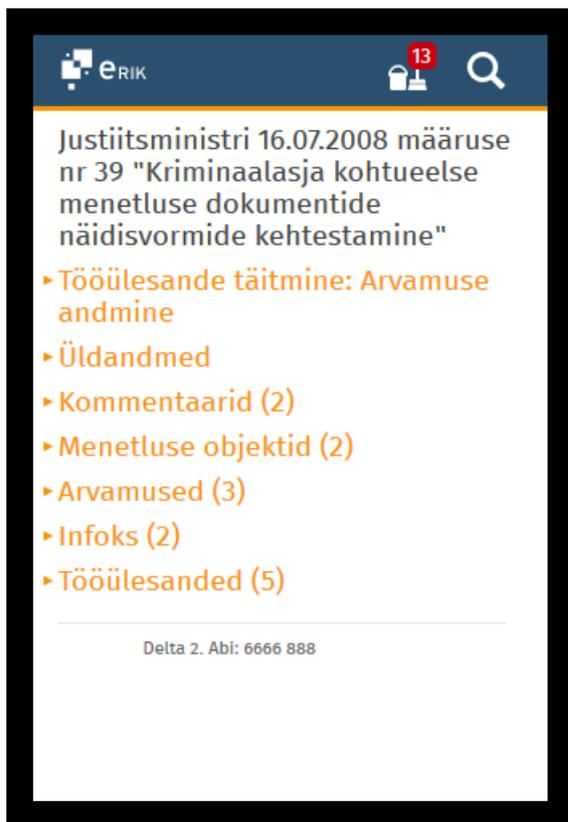 eRIK
13
Justiitsministri 16.07.2008 määruse
nr 39 "Kriminaalasja kohtueelse
menetluse dokumentide
näidisvormide kehtestamine"
Tööülesande täitmine: Arvamuse
andmine
Üldandmed
Kommentaarid (2)
Menetluse objektid (2)
Arvamused (3)
Infoks (2)
Tööülesanded (5)
Delta 2. Abi: 6666 888